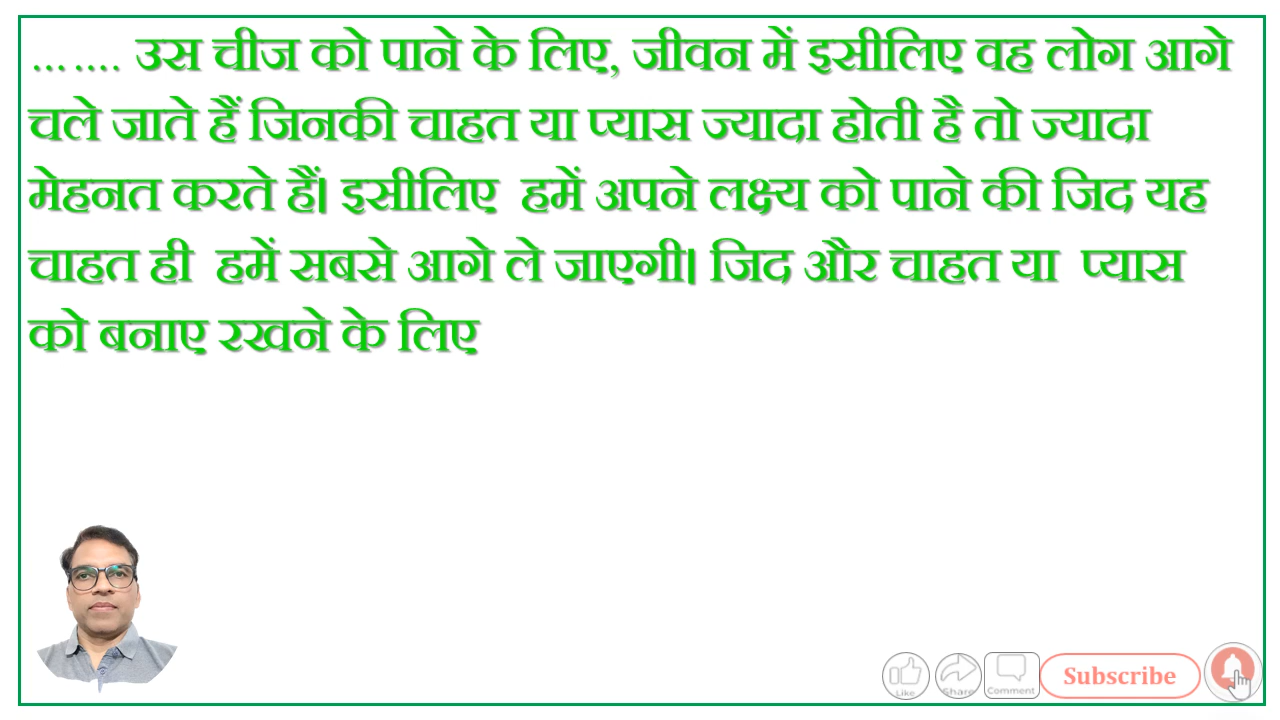 ……. उस चीज को पाने के लिए, जीवन में इसीलिए वह लोग आगे
चले जाते हैं जिनकी चाहत या प्यास ज्यादा होती है तो ज्यादा
मेहनत करते हैं| इसीलिए  हमें अपने लक्ष्य को पाने की जिद यह
चाहत ही  हमें सबसे आगे ले जाएगी| जिद और चाहत या  प्यास
को बनाए रखने के लिए
Like
Share
Comment
Subscribe